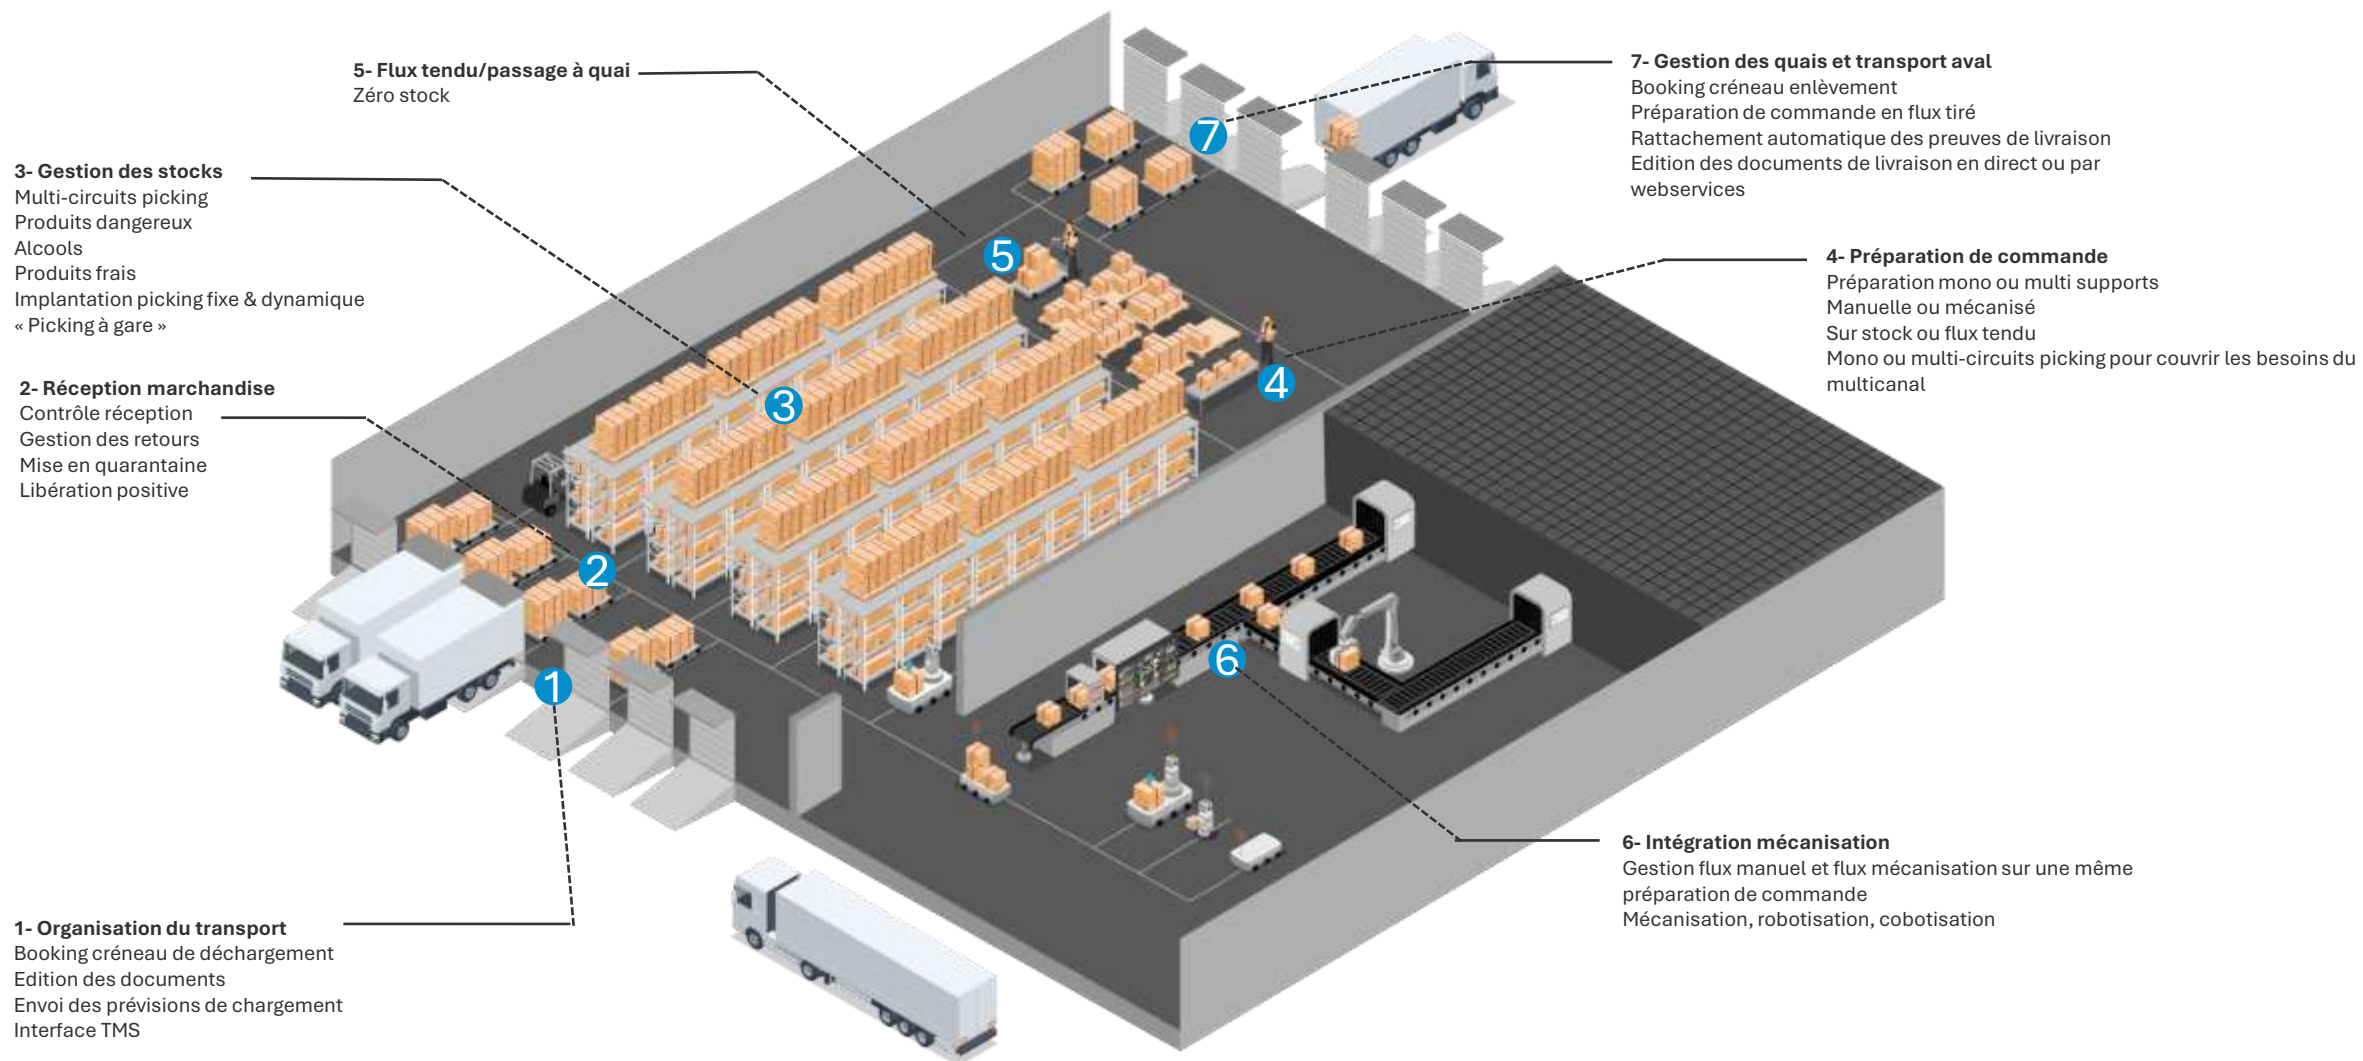 5- Flux tendu/passage à quai
Zéro stock
7- Gestion des quais et transport aval
Booking créneau enlèvement
Préparation de commande en flux tiré
Rattachement automatique des preuves de livraison
Edition des documents de livraison en direct ou par
webservices
3- Gestion des stocks
Multi-circuits picking
Produits dangereux
Alcools
Produits frais
Implantation picking fixe & dynamique
« Picking à gare »
4- Préparation de commande
Préparation mono ou multi supports
Manuelle ou mécanisé
Sur stock ou flux tendu
Mono ou multi-circuits picking pour couvrir les besoins du
multicanal
2- Réception marchandise
Contrôle réception
Gestion des retours
Mise en quarantaine
Libération positive
7
5
4
3
2
6
1
6- Intégration mécanisation
Gestion flux manuel et flux mécanisation sur une même
préparation de commande
Mécanisation, robotisation, cobotisation
1- Organisation du transport
Booking créneau de déchargement
Edition des documents
Envoi des prévisions de chargement
Interface TMS